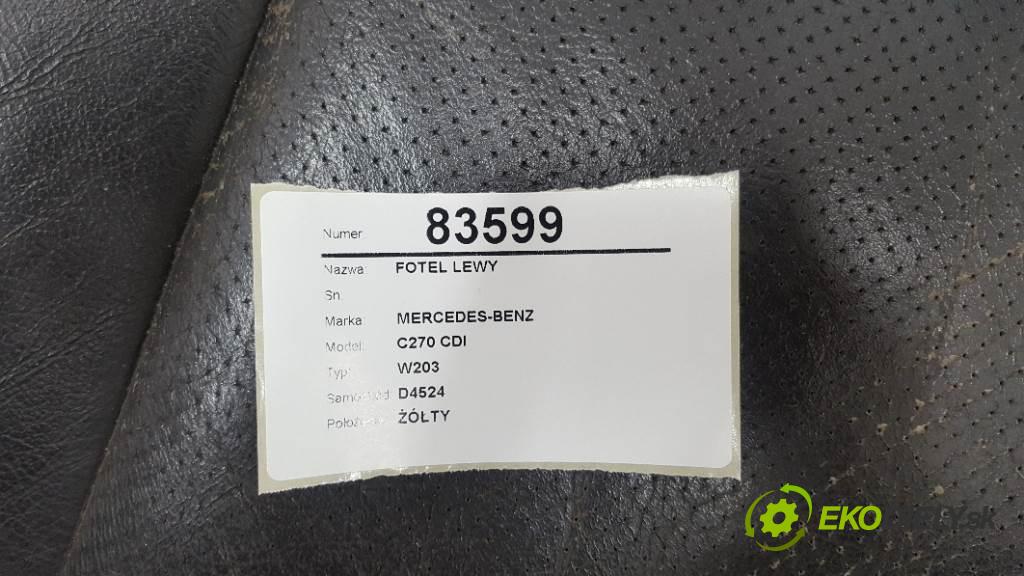 Numer: 83599
Nazwa: FOTEL LEWY
Sn:
Marka: MERCEDES-BENZ
Model: C270 CDI
Typ: W203
D4524
ŻÓŁTY
EKO